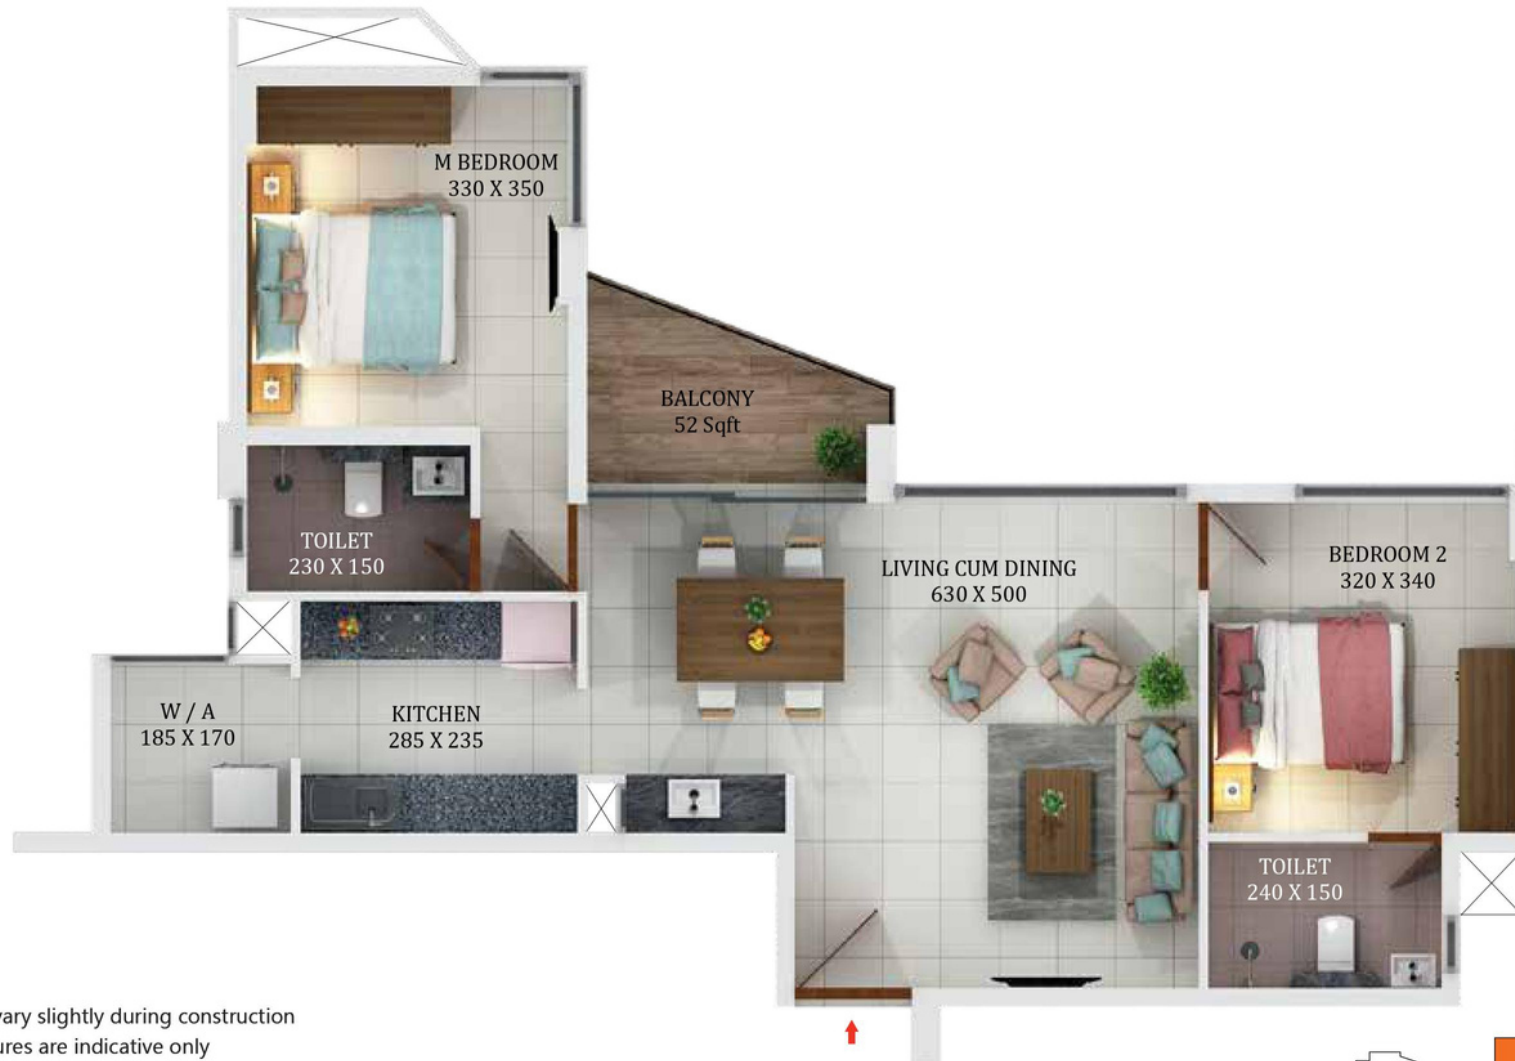 M BEDROOM
330 X 350
BALCONY
52 Sqft
TOILET
230 X 150
LIVING CUM DINING
630 X 500
BEDROOM 2
320 X 340
W / A
185 X 170
KITCHEN
285 X 235
TOILET
240 X 150
vary slightly during construction
ures are indicative only